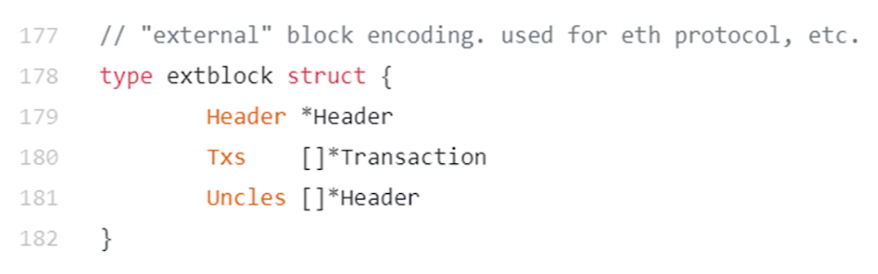 177 // "external" block encoding. used for eth protocol, etc.
178 type extblock struct {
179 Header *Header
180 Txs []*Transaction
181 Uncles []*Header
182 }